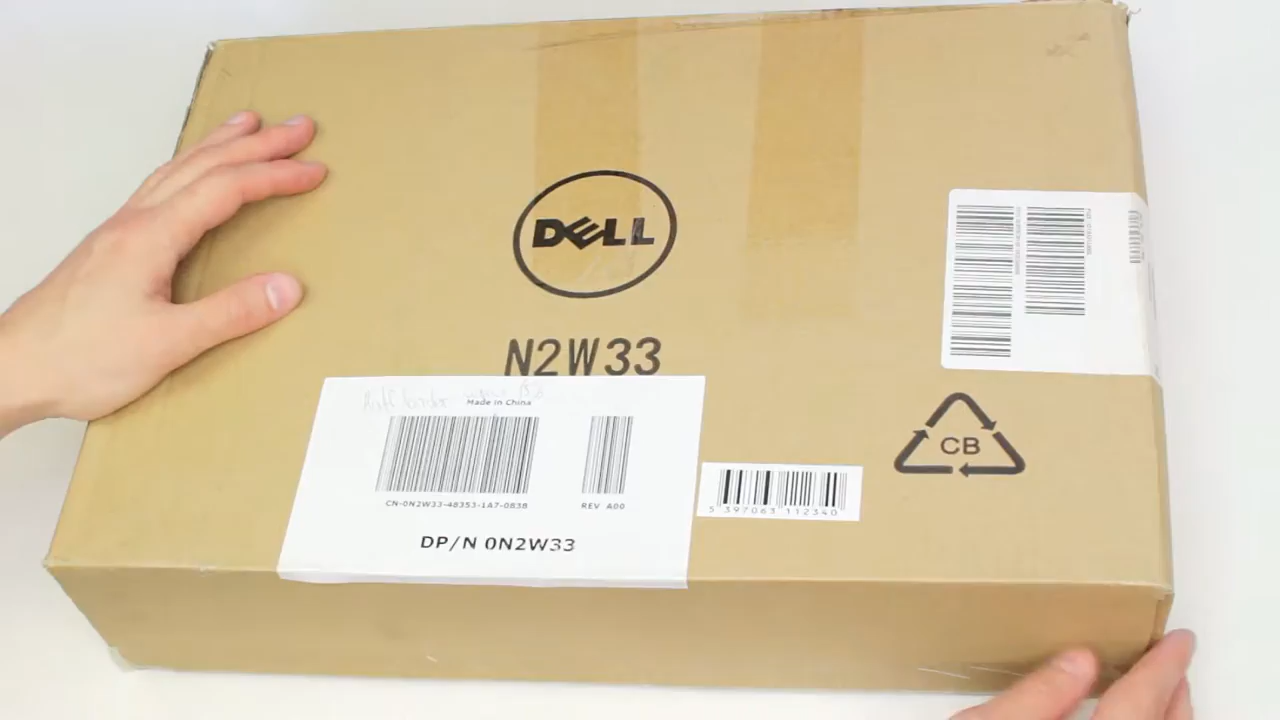 DELL
N2W33
Made in China
CN-0N2W33-48353-1A7-0838
REV A00
DP/N 0N2W33
5 397063 112340
CB